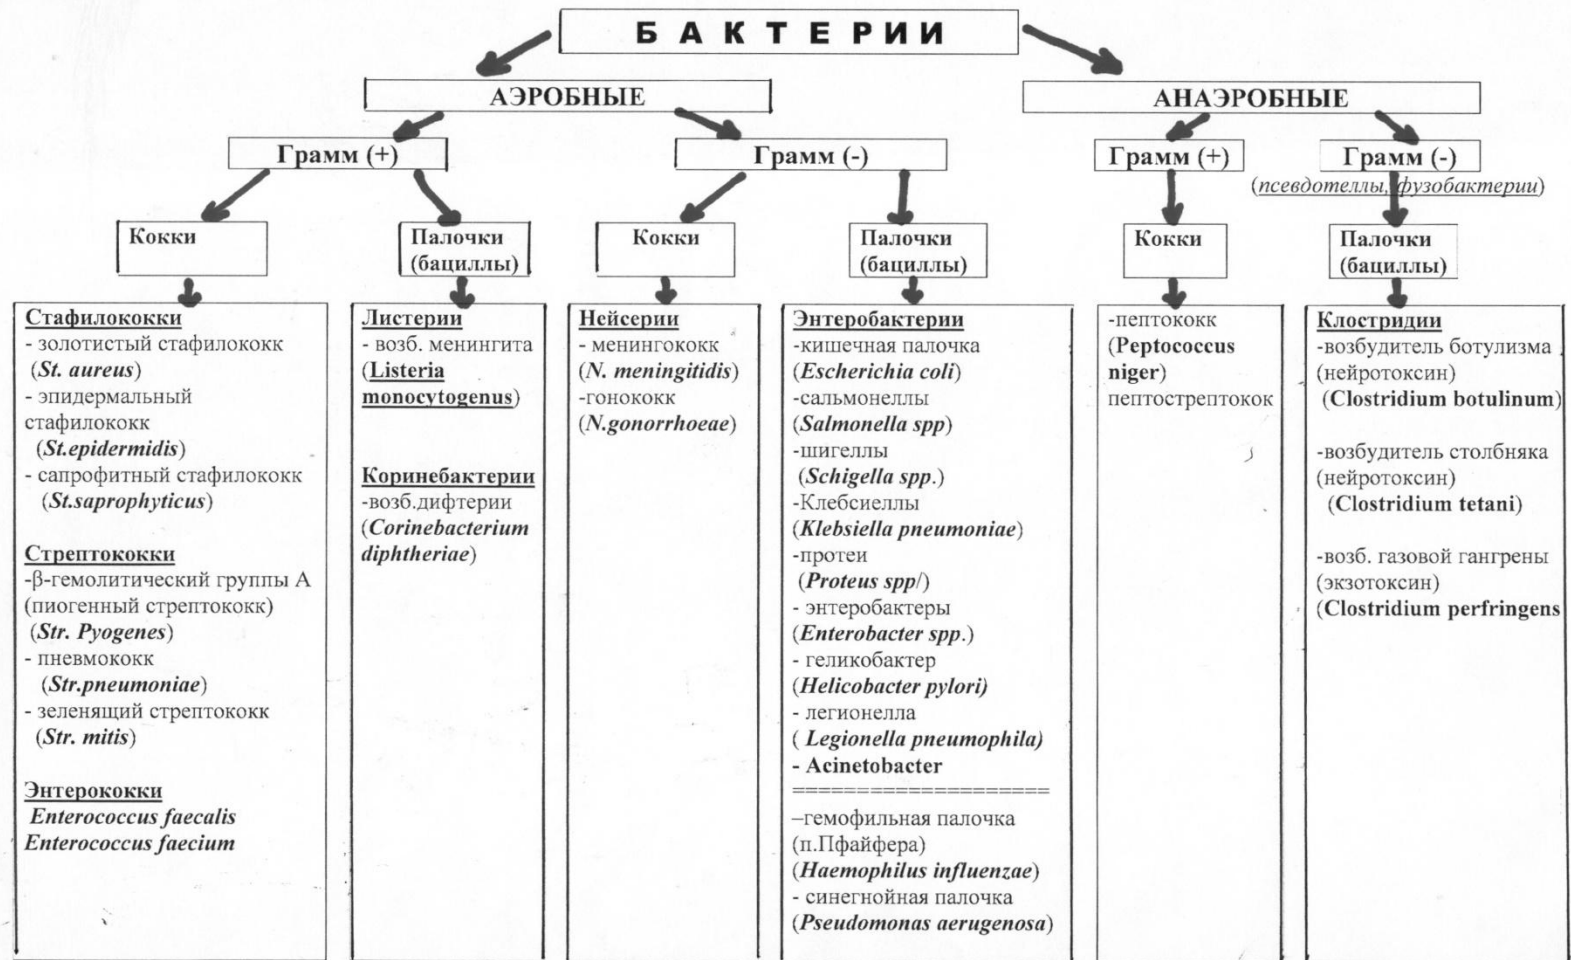 БАКТЕРИИ
АЭРОБНЫЕ
АНАЭРОБНЫЕ
Грамм (+)
Грамм (-)
Грамм (+)
Грамм (-)
(псевдотеллы, фузобактерии)
Кокки
Палочки
(бациллы)
Кокки
Палочки
(бациллы)
Кокки
Палочки
(бациллы)
Стафилококки
- золотистый стафилококк
(St. aureus)
- эпидермальный
стафилококк
(St.epidermidis)
- сапрофитный стафилококк
(St.saprophyticus)
Стрептококки
-β-гемолитический группы А
(пиогенный стрептококк)
(Str. Pyogenes)
- пневмококк
(Str.pneumoniae)
- зеленящий стрептококк
(Str. mitis)
Энтерококки
Enterococcus faecalis
Enterococcus faecium
Листерии
- возб. менингита
(Listeria
monocytogenus)
Коринебактерии
-возб.дифтерии
(Corinebacterium
diphtheriae)
Нейсерии
- менингококк
(N. meningitidis)
-гонококк
(N.gonorrhoeae)
Энтеробактерии
-кишечная палочка
(Escherichia coli)
-сальмонеллы
(Salmonella spp)
-шигеллы
(Schigella spp.)
-Клебсиеллы
(Klebsiella pneumoniae)
-протеи
(Proteus spp/)
- энтеробактеры
(Enterobacter spp.)
- геликобактер
(Helicobacter pylori)
- легионелла
( Legionella pneumophila)
- Acinetobacter
====================
–гемофильная палочка
(п.Пфайфера)
(Haemophilus influenzae)
- синегнойная палочка
(Pseudomonas aerugenosa)
-пептококк
(Peptococcus
niger)
пептострептокок
Клостридии
-возбудитель ботулизма
(нейротоксин)
(Clostridium botulinum)
-возбудитель столбняка
(нейротоксин)
(Clostridium tetani)
-возб. газовой гангрены
(экзотоксин)
(Clostridium perfringens